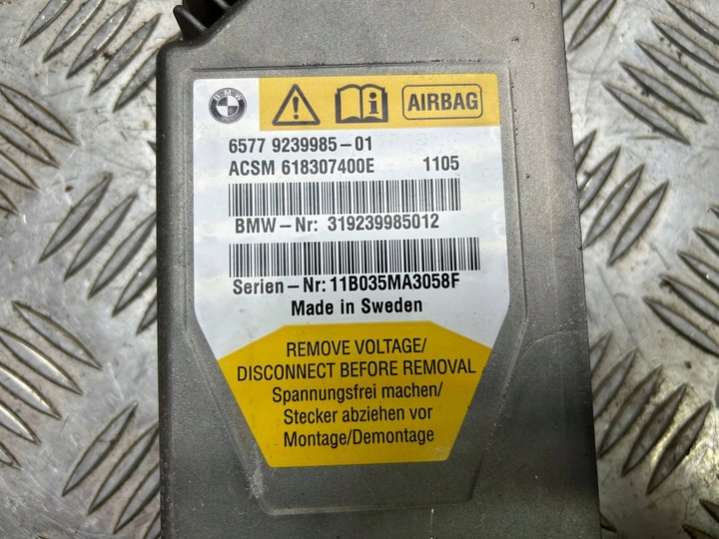 BMW AIRBAG
6577 9239985-01
ACSM 618307400E 1105
BMW-Nr: 319239985012
Serien-Nr: 11B035MA3058F
Made in Sweden
REMOVE VOLTAGE/
DISCONNECT BEFORE REMOVAL
Spannungsfrei machen/
Stecker abziehen vor
Montage/Demontage